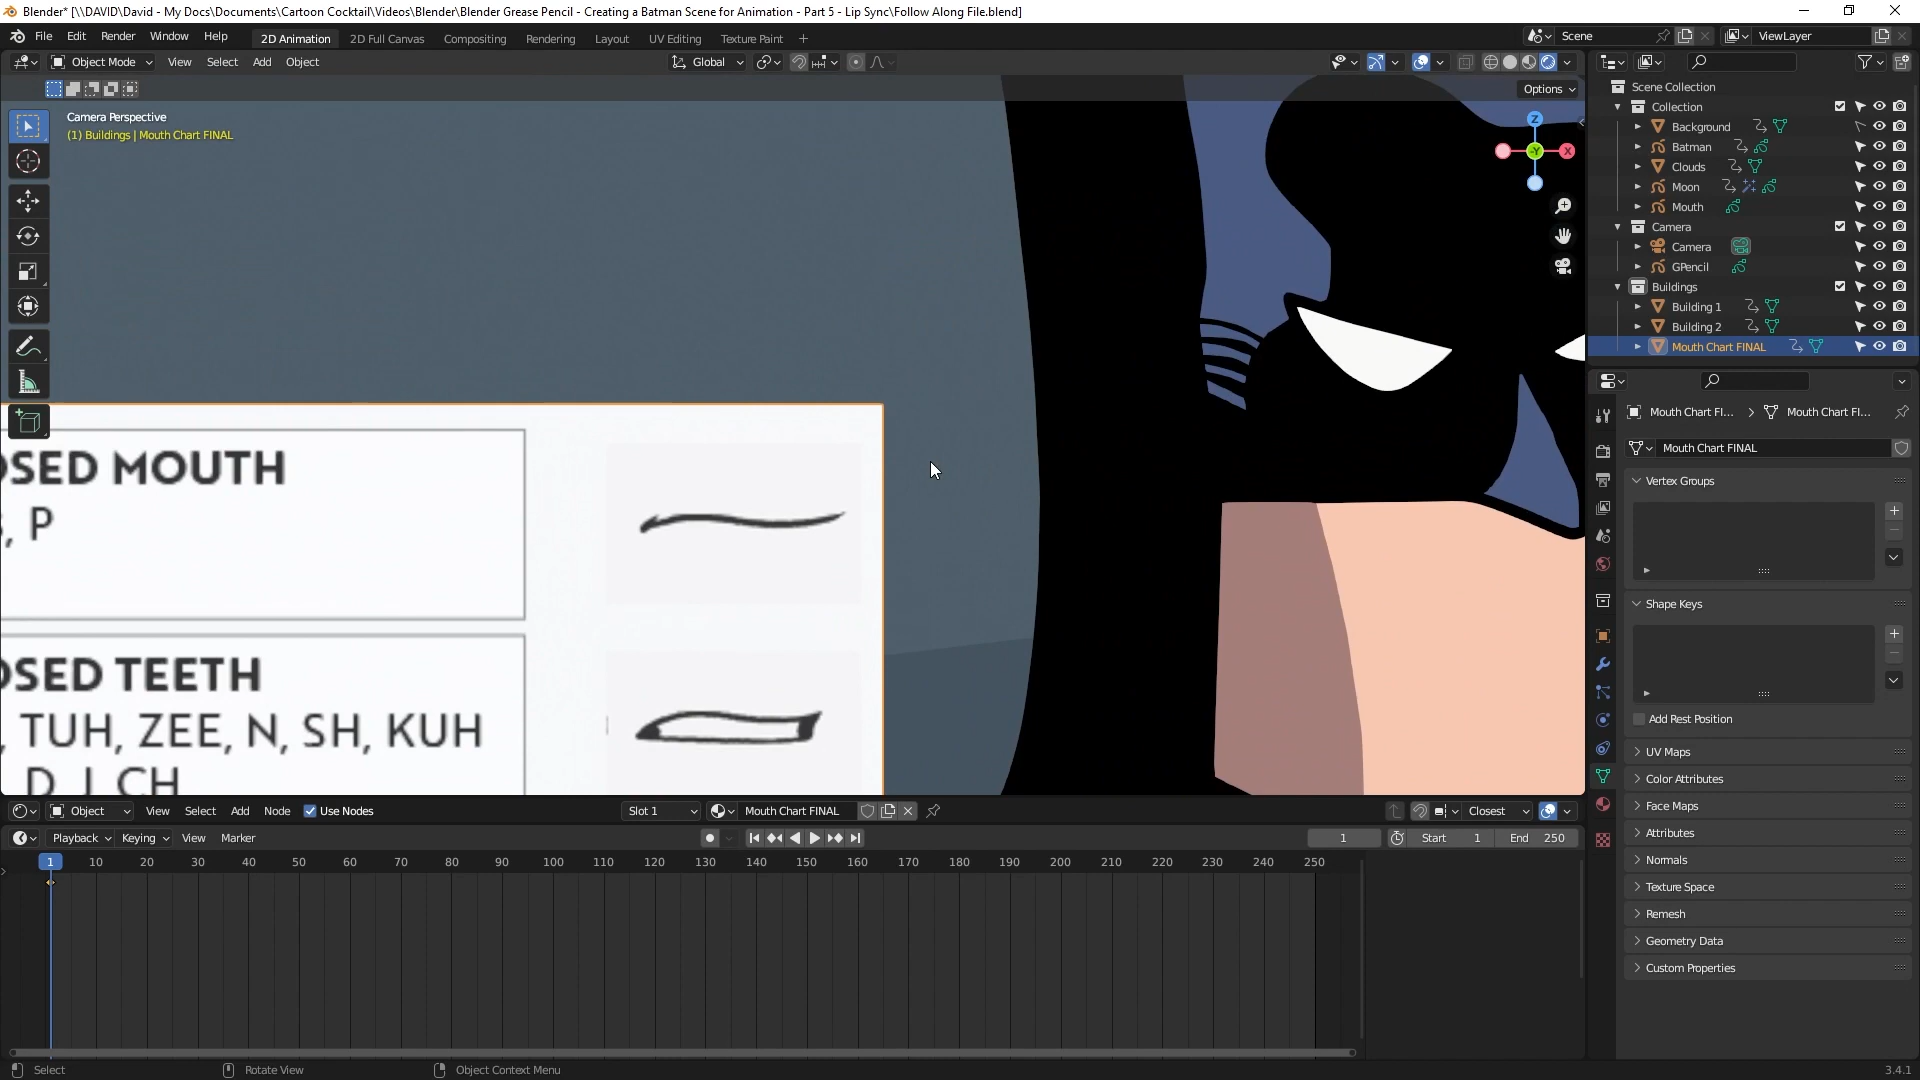 Blender* [\\DAVID\David - My Docs\Documents\Cartoon Cocktail\Videos\Blender\Blender Grease Pencil - Creating a Batman Scene for Animation - Part 5 - Lip Sync\Follow Along File.blend]
File Edit Render Window Help 2D Animation 2D Full Canvas Compositing Rendering Layout UV Editing Texture Paint + Scene ViewLayer
Object Mode View Select Add Object Global
Options
Camera Perspective
(1) Buildings | Mouth Chart FINAL
Z
-Y
X
OSED MOUTH
, P
OSED TEETH
, TUH, ZEE, N, SH, KUH
D, J, CH
Scene Collection
Collection
Background
Batman
Clouds
Moon
Mouth
Camera
Camera
GPencil
Buildings
Building 1
Building 2
Mouth Chart FINAL
Mouth Chart FI... > Mouth Chart FI...
Mouth Chart FINAL
Vertex Groups
Shape Keys
Add Rest Position
UV Maps
Color Attributes
Face Maps
Attributes
Normals
Texture Space
Remesh
Geometry Data
Custom Properties
Object View Select Add Node Use Nodes Slot 1 Mouth Chart FINAL Closest
Playback Keying View Marker 1 Start 1 End 250
1 10 20 30 40 50 60 70 80 90 100 110 120 130 140 150 160 170 180 190 200 210 220 230 240 250
Select Rotate View Object Context Menu 3.4.1